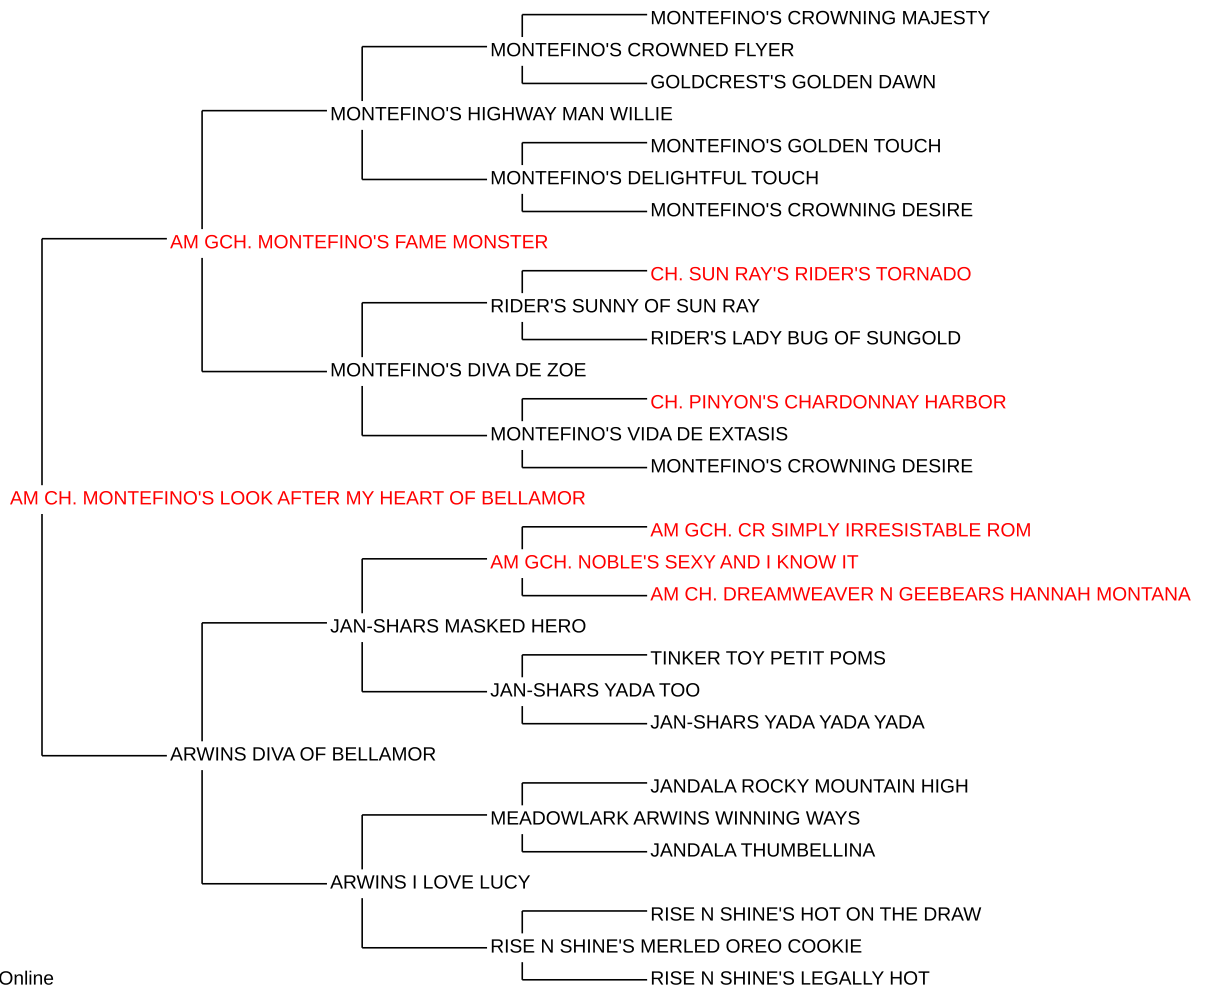 MONTEFINO'S CROWNING MAJESTY
MONTEFINO'S CROWNED FLYER
GOLDCREST'S GOLDEN DAWN
MONTEFINO'S HIGHWAY MAN WILLIE
MONTEFINO'S GOLDEN TOUCH
MONTEFINO'S DELIGHTFUL TOUCH
MONTEFINO'S CROWNING DESIRE
AM GCH. MONTEFINO'S FAME MONSTER
CH. SUN RAY'S RIDER'S TORNADO
RIDER'S SUNNY OF SUN RAY
RIDER'S LADY BUG OF SUNGOLD
MONTEFINO'S DIVA DE ZOE
CH. PINYON'S CHARDONNAY HARBOR
MONTEFINO'S VIDA DE EXTASIS
MONTEFINO'S CROWNING DESIRE
AM CH. MONTEFINO'S LOOK AFTER MY HEART OF BELLAMOR
AM GCH. CR SIMPLY IRRESISTABLE ROM
AM GCH. NOBLE'S SEXY AND I KNOW IT
AM CH. DREAMWEAVER N GEEBEARS HANNAH MONTANA
JAN-SHARS MASKED HERO
TINKER TOY PETIT POMS
JAN-SHARS YADA TOO
JAN-SHARS YADA YADA YADA
ARWINS DIVA OF BELLAMOR
JANDALA ROCKY MOUNTAIN HIGH
MEADOWLARK ARWINS WINNING WAYS
JANDALA THUMBELLINA
ARWINS I LOVE LUCY
RISE N SHINE'S HOT ON THE DRAW
RISE N SHINE'S MERLED OREO COOKIE
RISE N SHINE'S LEGALLY HOT
Online